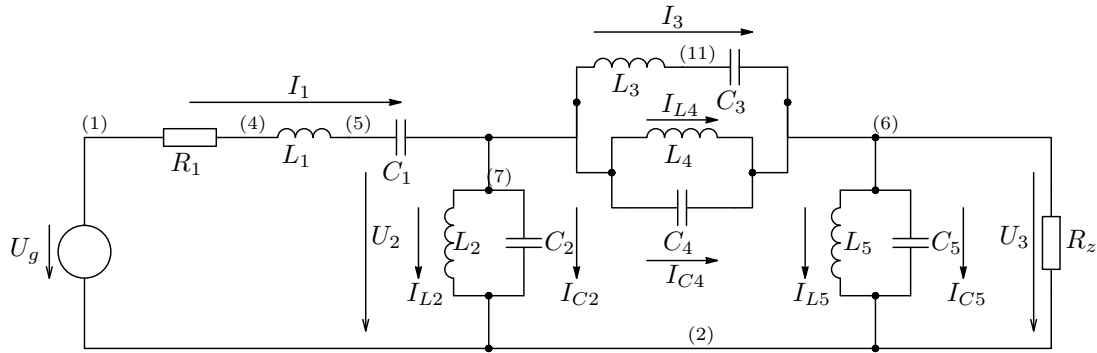 I3
(11)
L3
C3
I1
IL4
(1)
(4)
(5)
(6)
R1
L1
C1
L4
(7)
Ug
U2
L2
C2
C4
L5
C5
U3
Rz
IC4
IL2
IC2
IL5
IC5
(2)